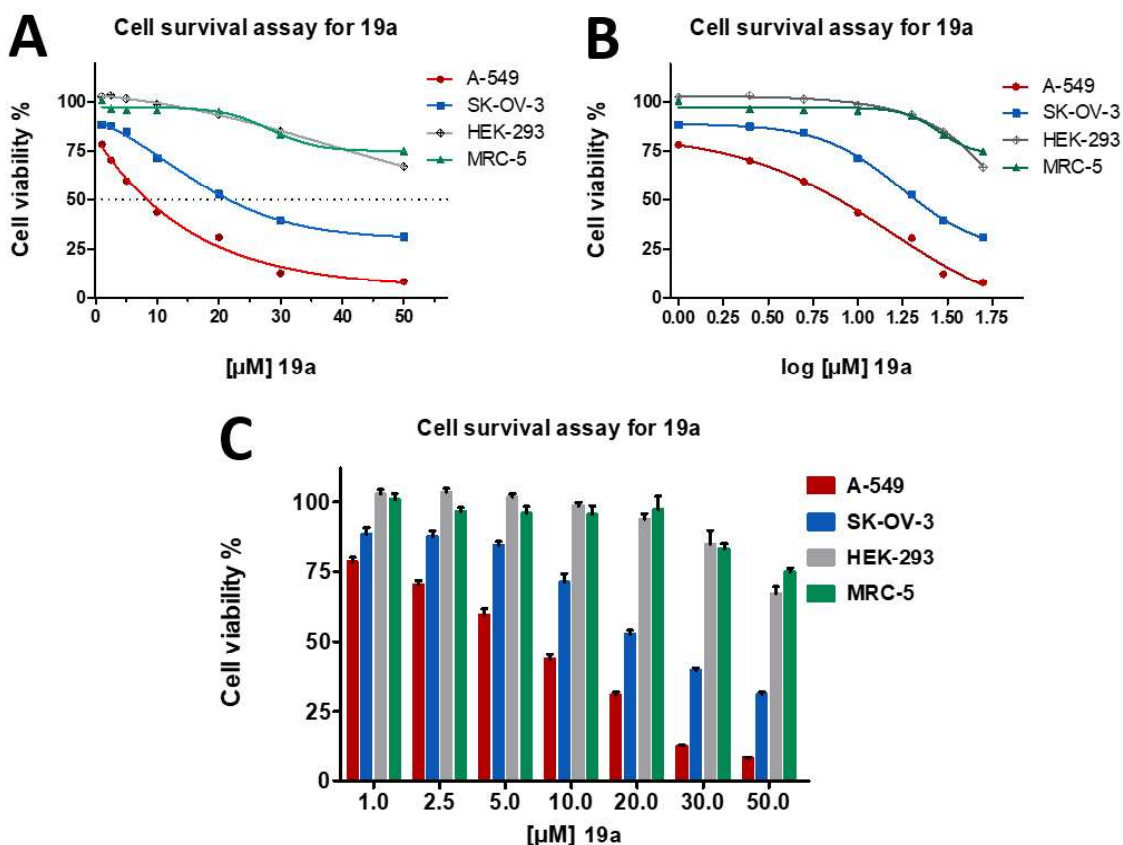 A
Cell survival assay for 19a
Cell viability %
100
75
50
25
0
0
10
20
30
40
50
[µM] 19a
A-549
SK-OV-3
HEK-293
MRC-5
B
Cell survival assay for 19a
Cell viability %
100
75
50
25
0
0.00
0.25
0.50
0.75
1.00
1.25
1.50
1.75
log [µM] 19a
A-549
SK-OV-3
HEK-293
MRC-5
C
Cell survival assay for 19a
Cell viability %
100
75
50
25
0
1.0
2.5
5.0
10.0
20.0
30.0
50.0
[µM] 19a
A-549
SK-OV-3
HEK-293
MRC-5